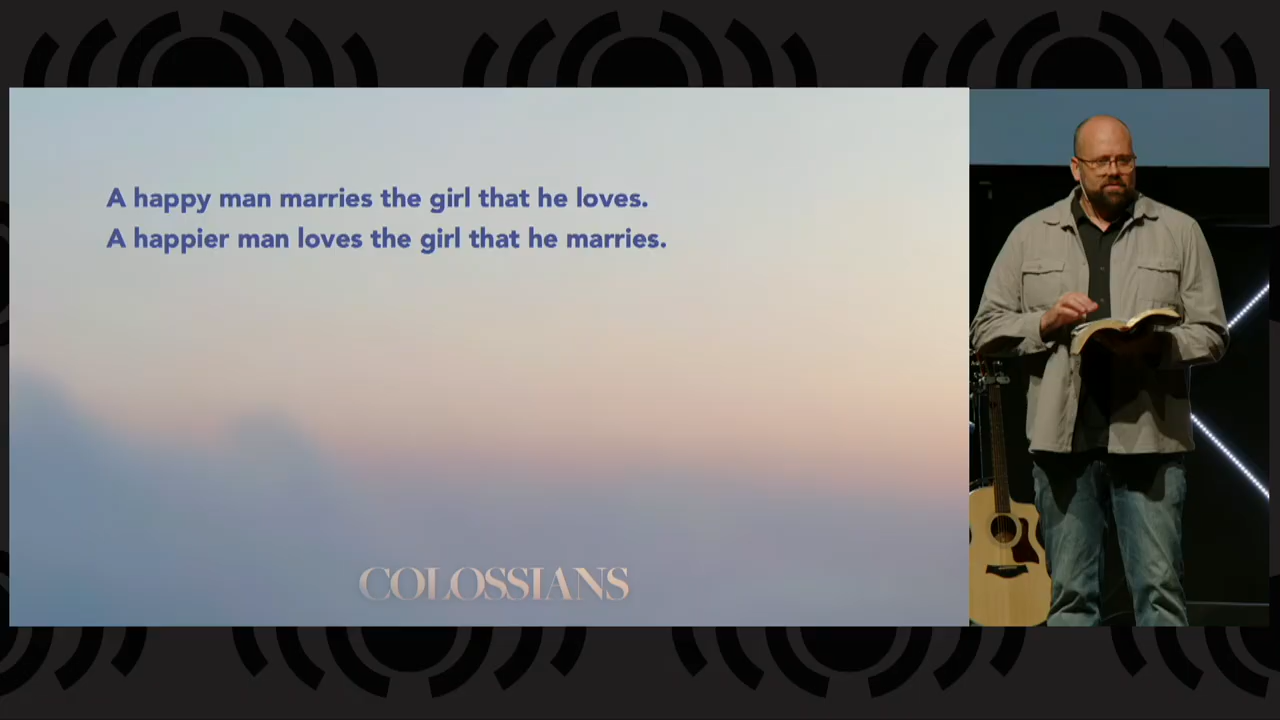 A happy man marries the girl that he loves.
A happier man loves the girl that he marries.
COLOSSIANS